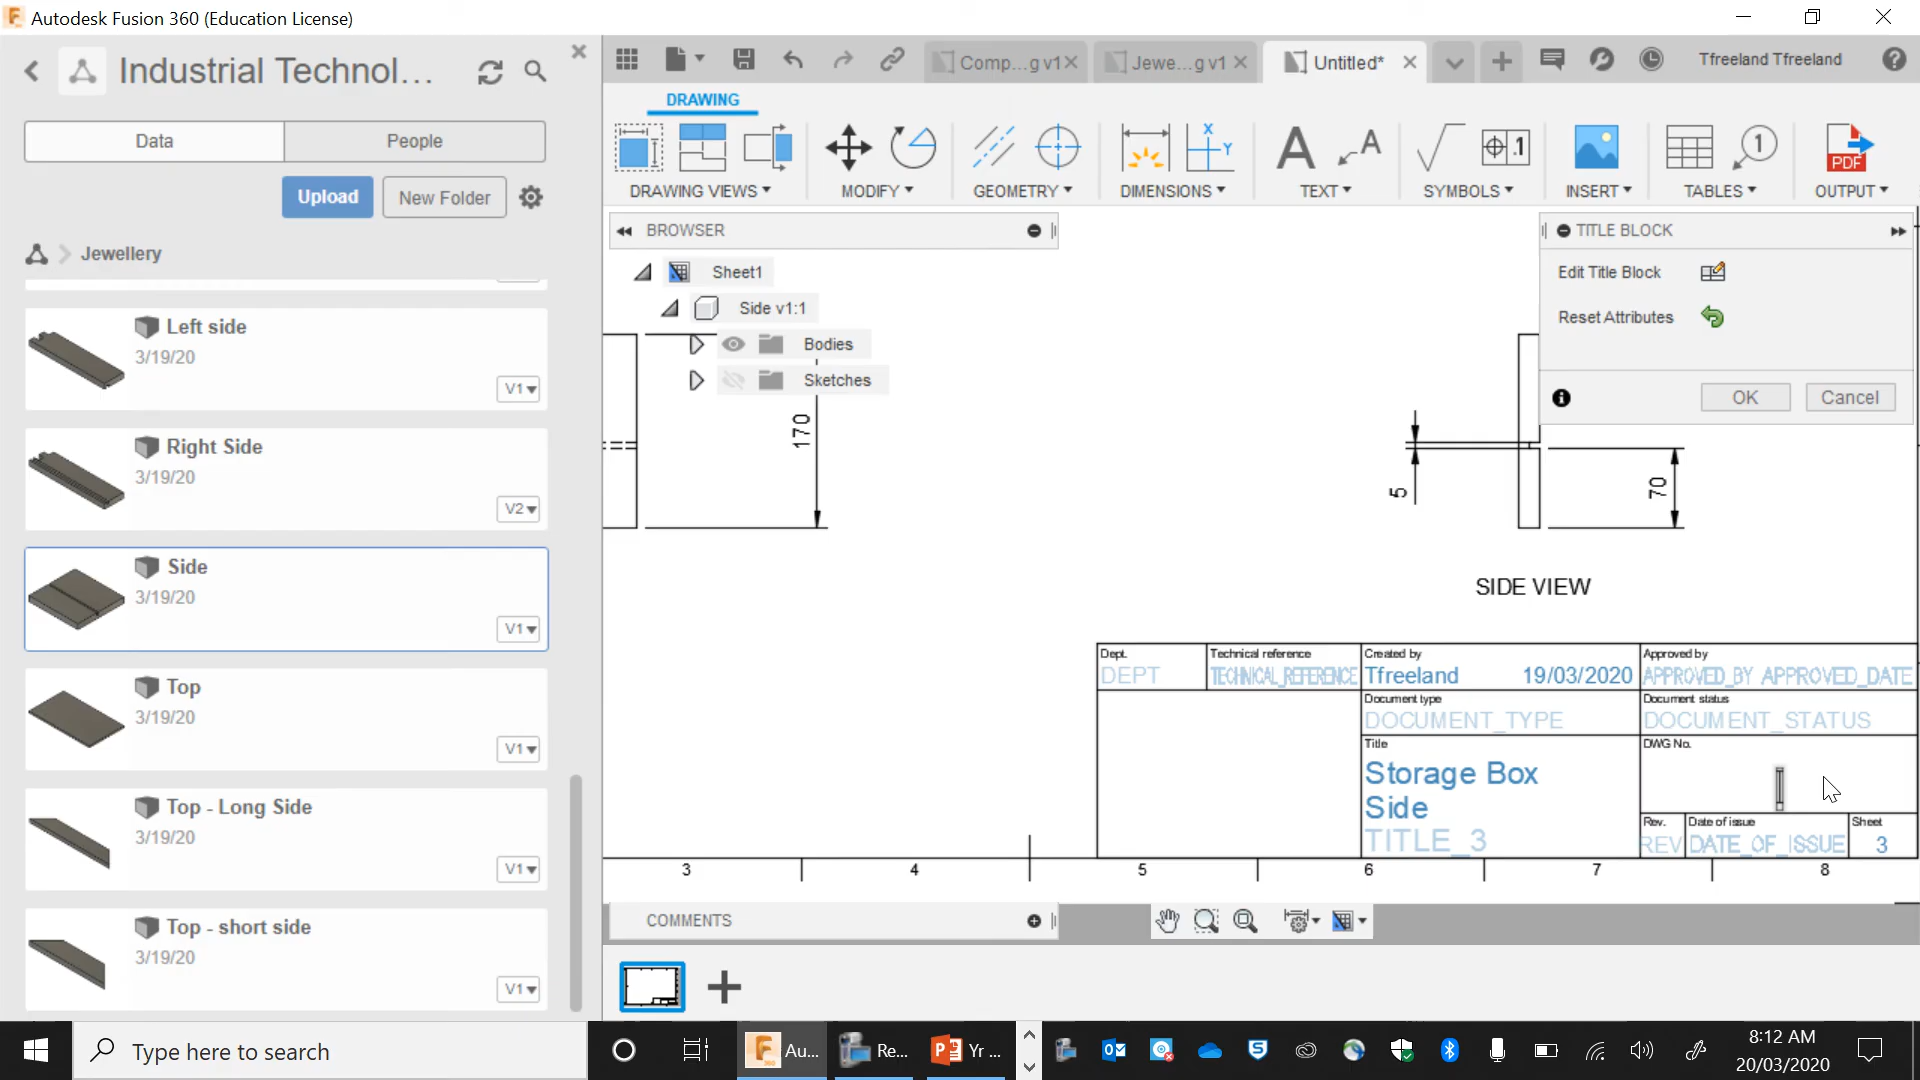 Autodesk Fusion 360 (Education License)
Industrial Technol...
Data
People
Upload
New Folder
Jewellery
Left side
3/19/20
V1
Right Side
3/19/20
V2
Side
3/19/20
V1
Top
3/19/20
V1
Top - Long Side
3/19/20
V1
Top - short side
3/19/20
V1
Comp...g v1
Jewe...g v1
Untitled*
Tfreeland Tfreeland
DRAWING
DRAWING VIEWS
MODIFY
GEOMETRY
DIMENSIONS
TEXT
SYMBOLS
INSERT
TABLES
OUTPUT
X
Y
A
A
.1
1
PDF
BROWSER
Sheet1
Side v1:1
Bodies
Sketches
TITLE BLOCK
Edit Title Block
Reset Attributes
OK
Cancel
170
5
70
SIDE VIEW
Dept.
DEPT
Technical reference
TECHNICAL_REFERENCE
Created by
Tfreeland 19/03/2020
Approved by
APPROVED_BY APPROVED_DATE
Document type
DOCUMENT_TYPE
Document status
DOCUMENT_STATUS
Title
Storage Box
Side
TITLE_3
DWG No.
Rev.
REV
Date of issue
DATE_OF_ISSUE
Sheet
3
3 4 5 6 7 8
COMMENTS
Type here to search
Au...
Re...
Yr ...
8:12 AM
20/03/2020